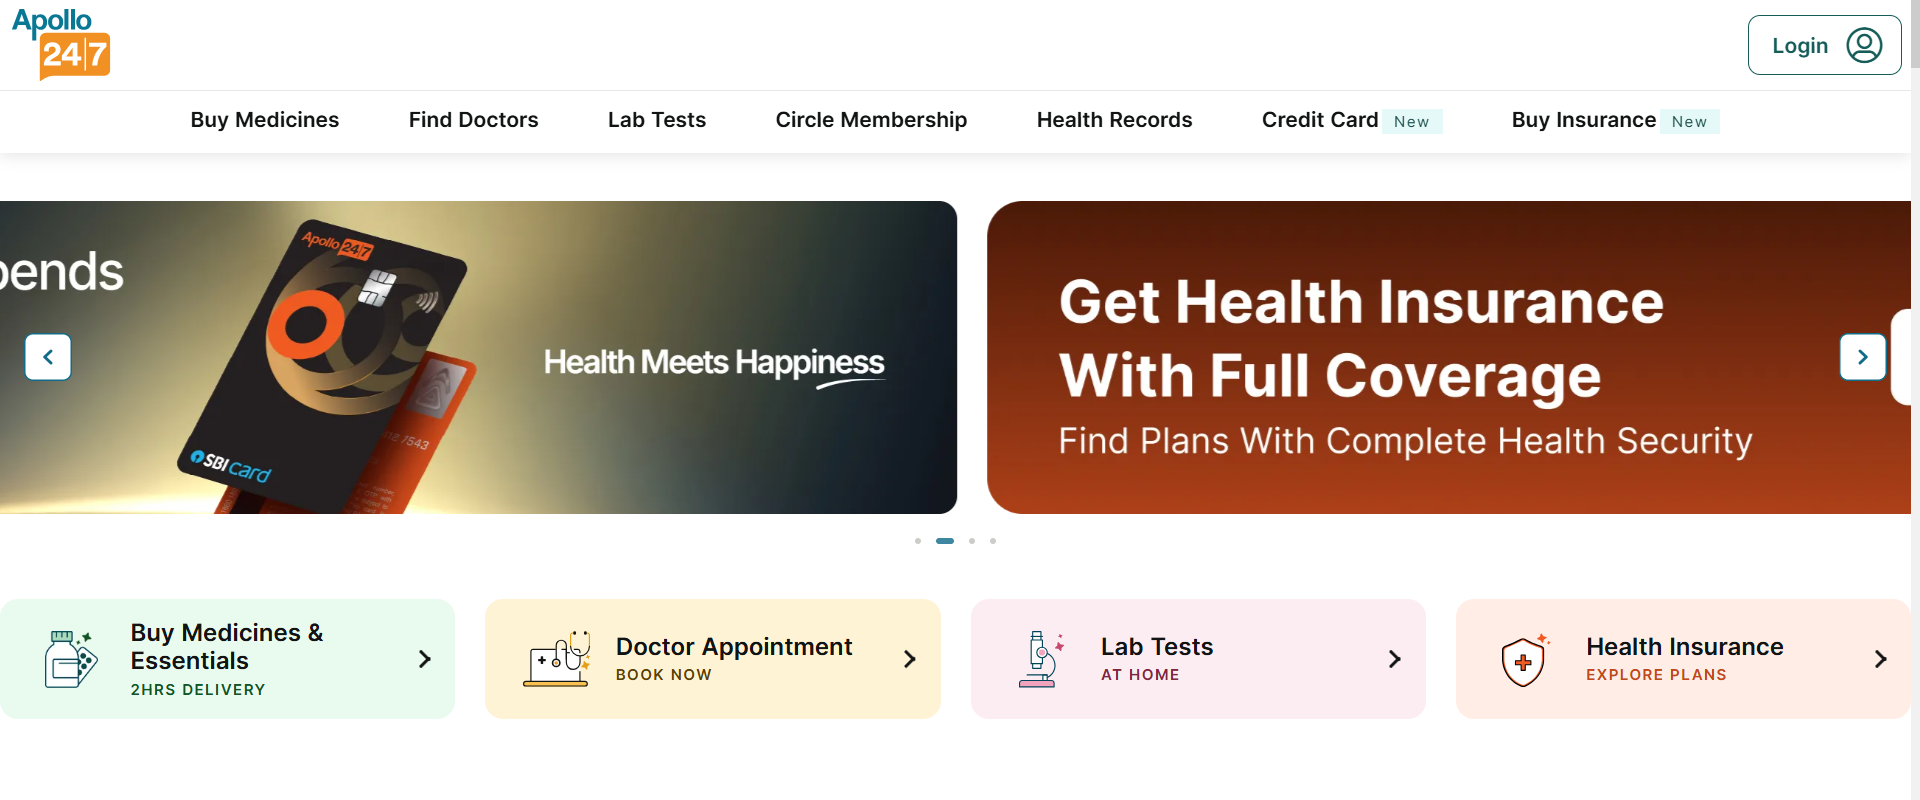 Apollo
24|7
Login
Buy Medicines
Find Doctors
Lab Tests
Circle Membership
Health Records
Credit Card New
Buy Insurance New
Apollo 24|7
SBI card
Health Meets Happiness
Get Health Insurance
With Full Coverage
Find Plans With Complete Health Security
Buy Medicines &
Essentials
2HRS DELIVERY
Doctor Appointment
BOOK NOW
Lab Tests
AT HOME
Health Insurance
EXPLORE PLANS